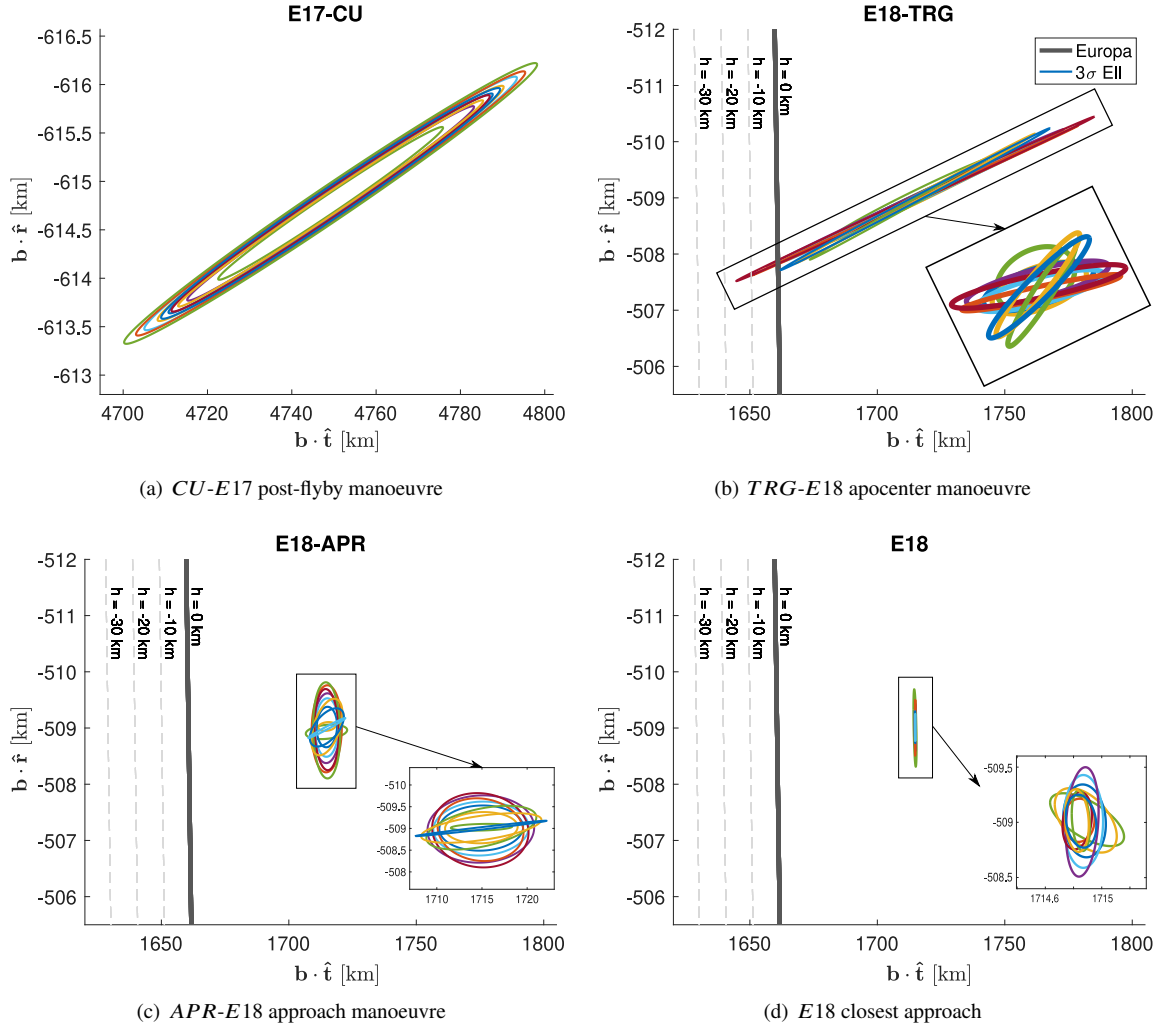 E17-CU
-616.5
-616
-615.5
-615
-614.5
-614
-613.5
-613
b · r̂ [km]
4700 4720 4740 4760 4780 4800
b · t̂ [km]
(a) CU-E17 post-flyby manoeuvre
E18-TRG
-512
-511
-510
-509
-508
-507
-506
b · r̂ [km]
h = -30 km
h = -20 km
h = -10 km
h = 0 km
Europa
3σ Ell
1650 1700 1750 1800
b · t̂ [km]
(b) TRG-E18 apocenter manoeuvre
E18-APR
-512
-511
-510
-509
-508
-507
-506
b · r̂ [km]
h = -30 km
h = -20 km
h = -10 km
h = 0 km
-510
-509.5
-509
-508.5
-508
1710 1715 1720
1650 1700 1750 1800
b · t̂ [km]
(c) APR-E18 approach manoeuvre
E18
-512
-511
-510
-509
-508
-507
-506
b · r̂ [km]
h = -30 km
h = -20 km
h = -10 km
h = 0 km
-509.5
-509
-508.5
1714.6 1715
1650 1700 1750 1800
b · t̂ [km]
(d) E18 closest approach